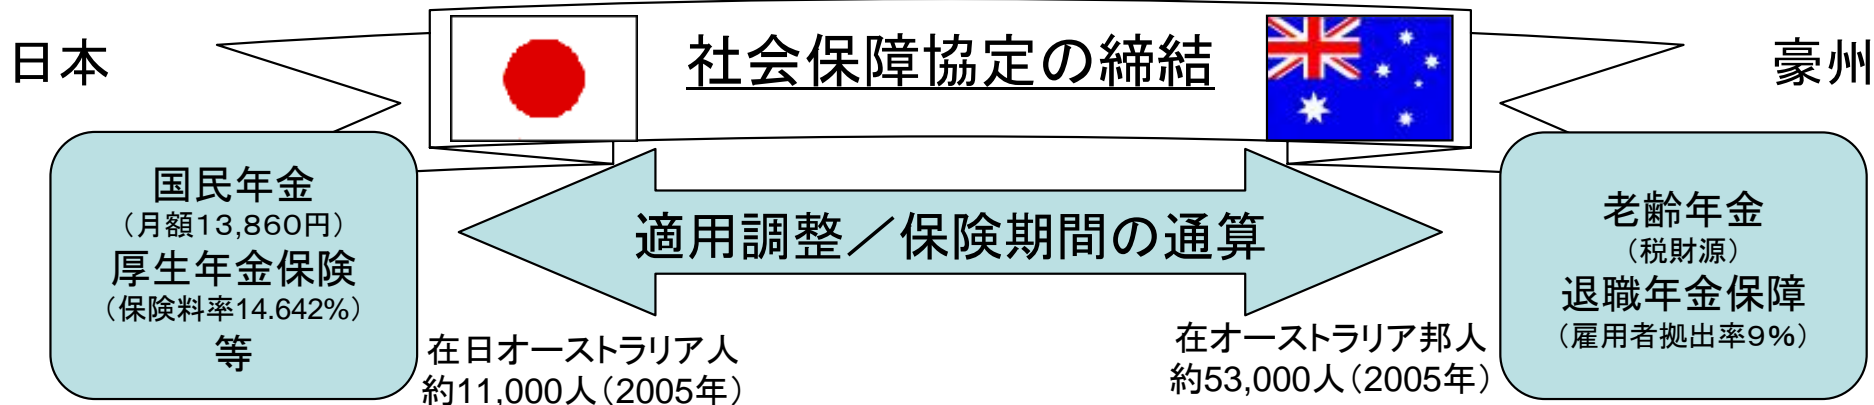 日本
社会保障協定の締結
豪州
国民年金
（月額１３,８６０円）
厚生年金保険
（保険料率14.642%）
等
適用調整／保険期間の通算
老齢年金
（税財源）
退職年金保障
（雇用者拠出率９％）
在日オーストラリア人
約11,000人（2005年）
在オーストラリア邦人
約53,000人（2005年）